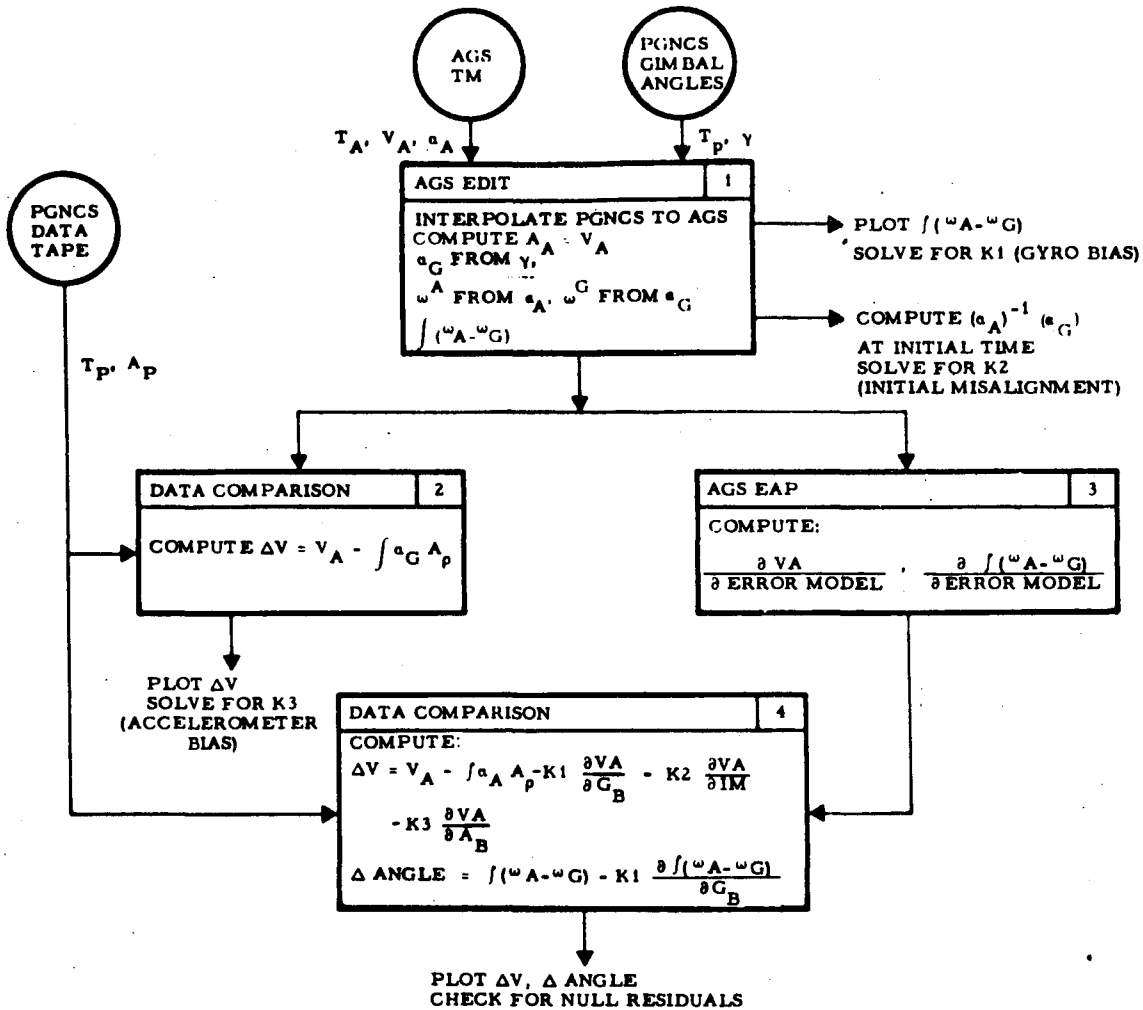 AGS
TM
PGNCS
GIMBAL
ANGLES
T_A, V_A, α_A
T_P, γ
PGNCS
DATA
TAPE
AGS EDIT 1
INTERPOLATE PGNCS TO AGS
COMPUTE A_A = V_A
α_G FROM γ,
ω^A FROM α_A, ω^G FROM α_G
∫(ω_A-ω_G)
PLOT ∫(ω_A-ω_G)
SOLVE FOR K1 (GYRO BIAS)
COMPUTE (α_A)^-1 (α_G)
AT INITIAL TIME
SOLVE FOR K2
(INITIAL MISALIGNMENT)
T_P, A_P
DATA COMPARISON 2
COMPUTE ΔV = V_A - ∫ α_G A_ρ
AGS EAP 3
COMPUTE:
∂ VA / ∂ ERROR MODEL , ∂ ∫(ω_A-ω_G) / ∂ ERROR MODEL
PLOT ΔV
SOLVE FOR K3
(ACCELEROMETER
BIAS)
DATA COMPARISON 4
COMPUTE:
ΔV = V_A - ∫α_A A_ρ -K1 ∂VA/∂G_B - K2 ∂VA/∂IM
- K3 ∂VA/∂A_B
Δ ANGLE = ∫(ω_A-ω_G) - K1 ∂∫(ω_A-ω_G)/∂G_B
PLOT ΔV, Δ ANGLE
CHECK FOR NULL RESIDUALS